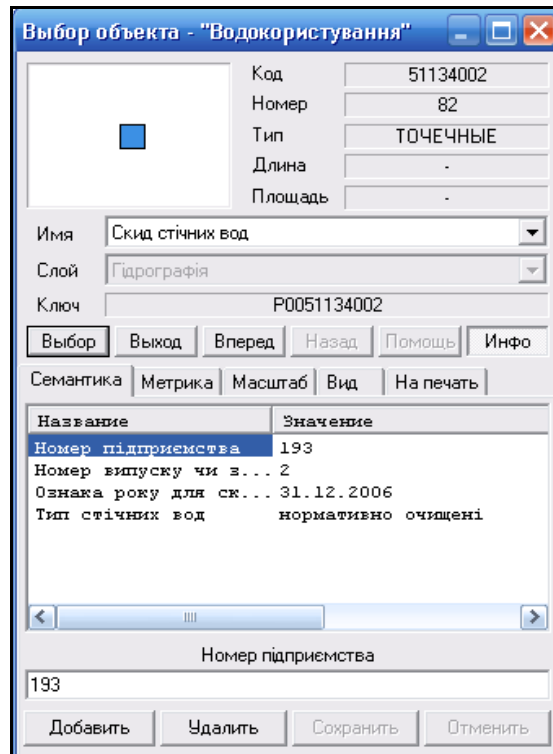 Выбор объекта - "Водокористування"
Код 51134002
Номер 82
Тип ТОЧЕЧНЫЕ
Длина -
Площадь -
Имя Скид стічних вод
Слой Гідрографія
Ключ P0051134002
Выбор Выход Вперед Назад Помощь Инфо
Семантика Метрика Масштаб Вид На печать
Название Значение
Номер підприємства 193
Номер випуску чи з... 2
Ознака року для ск... 31.12.2006
Тип стічних вод нормативно очищені
Номер підприємства
193
Добавить Удалить Сохранить Отменить